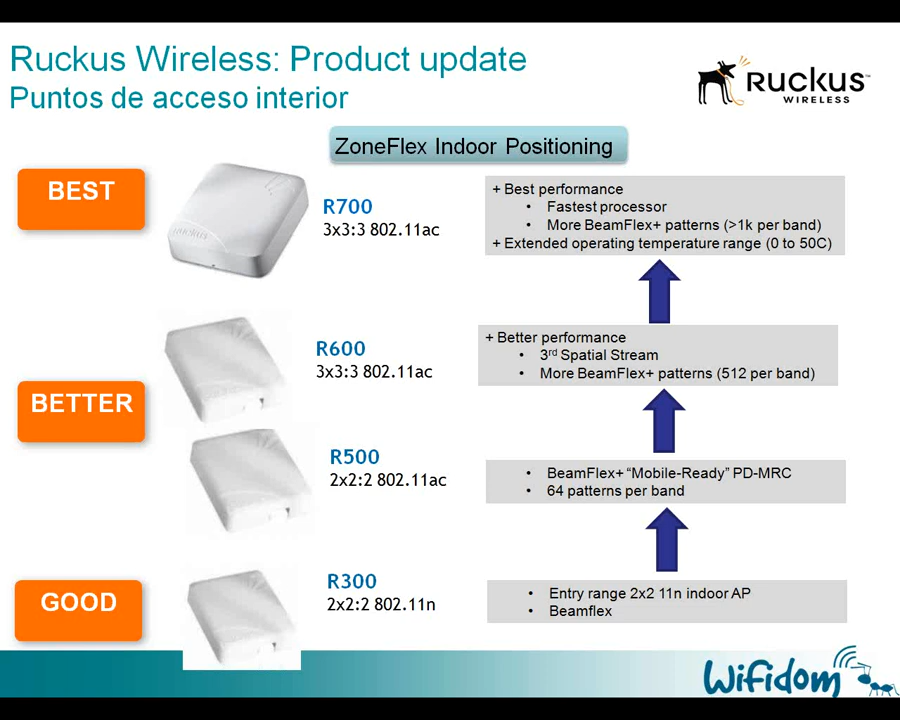 Ruckus Wireless: Product update
Puntos de acceso interior
RUCKUS™
WIRELESS
ZoneFlex Indoor Positioning
BEST
R700
3x3:3 802.11ac
+ Best performance
• Fastest processor
• More BeamFlex+ patterns (>1k per band)
+ Extended operating temperature range (0 to 50C)
BETTER
R600
3x3:3 802.11ac
+ Better performance
• 3rd Spatial Stream
• More BeamFlex+ patterns (512 per band)
R500
2x2:2 802.11ac
• BeamFlex+ “Mobile-Ready” PD-MRC
• 64 patterns per band
GOOD
R300
2x2:2 802.11n
• Entry range 2x2 11n indoor AP
• Beamflex
Wifidom